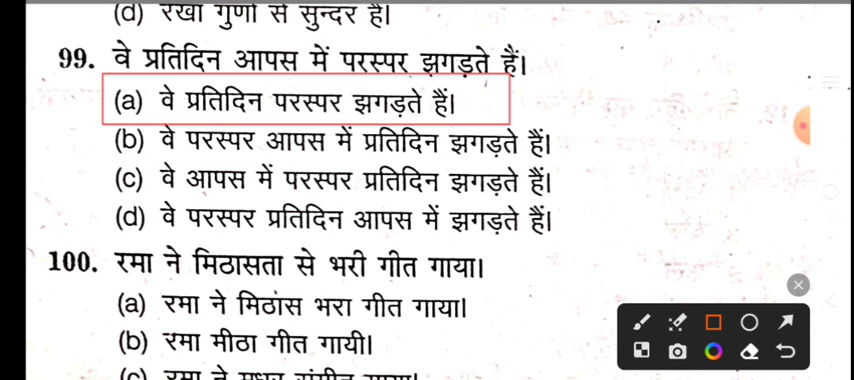 (d) रेखा गुणों से सुन्दर है।
99. वे प्रतिदिन आपस में परस्पर झगड़ते हैं।
(a) वे प्रतिदिन परस्पर झगड़ते हैं।
(b) वे परस्पर आपस में प्रतिदिन झगड़ते हैं।
(c) वे आपस में परस्पर प्रतिदिन झगड़ते हैं।
(d) वे परस्पर प्रतिदिन आपस में झगड़ते हैं।
100. रमा ने मिठासता से भरी गीत गाया।
(a) रमा ने मिठांस भरा गीत गाया।
(b) रमा मीठा गीत गायी।
(c) रमा ने